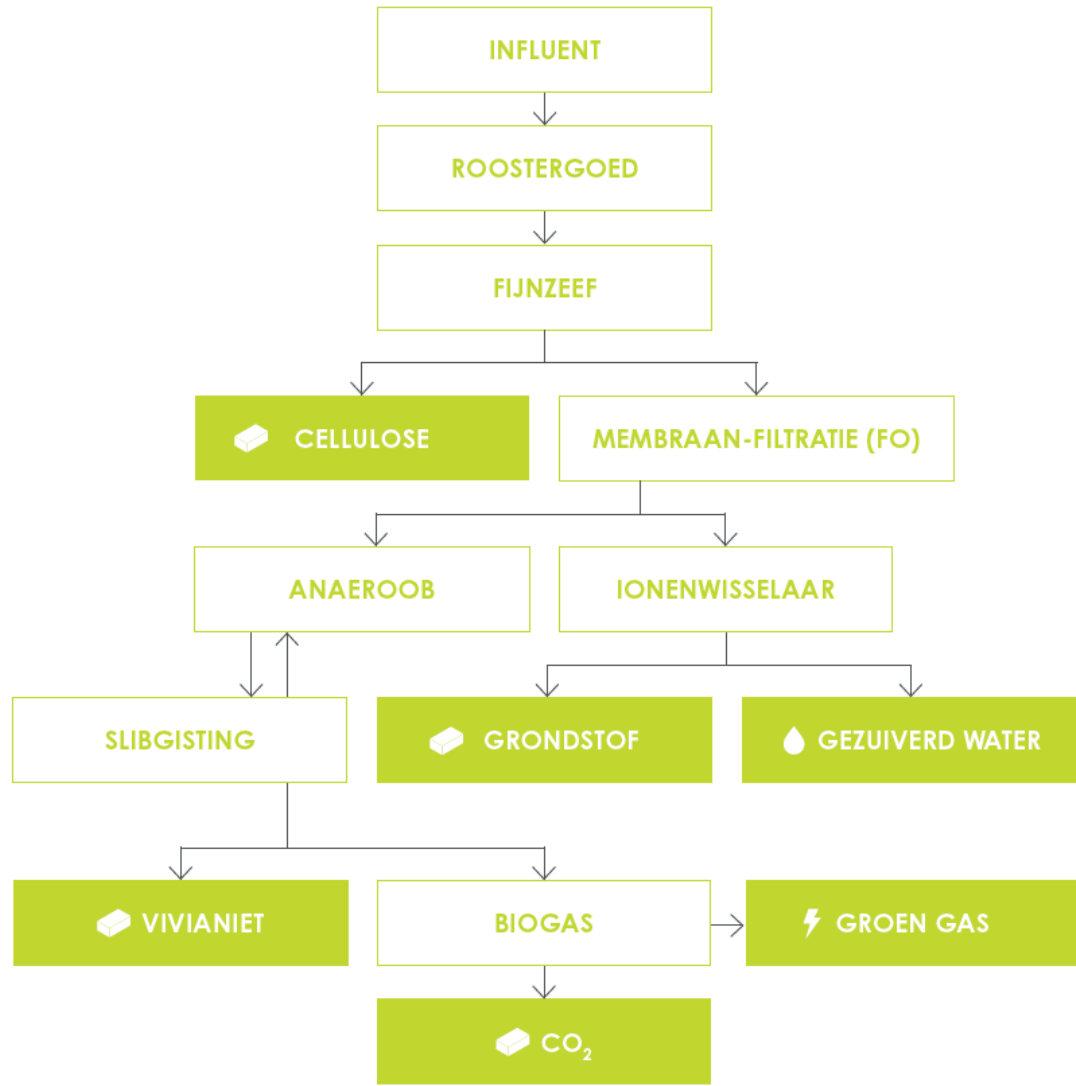 INFLUENT
ROOSTERGOED
FIJNZEEF
CELLULOSE
MEMBRAAN-FILTRATIE (FO)
ANAEROOB
IONENWISSELAAR
SLIBGISTING
GRONDSTOF
GEZUIVERD WATER
VIVIANIET
BIOGAS
GROEN GAS
CO₂